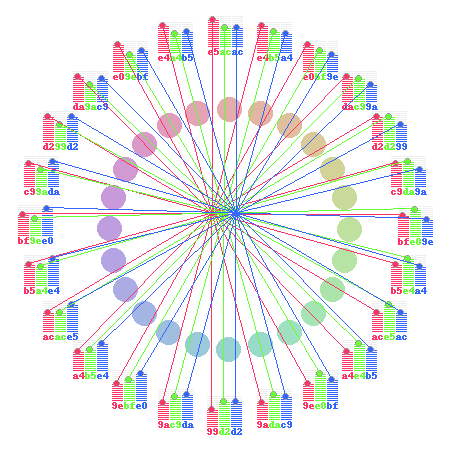 e5acac
e4a4b5 e4b5a4
e09ebf e0bf9e
da9ac9 dac99a
d299d2 d2d299
c99ada c9da9a
bf9ee0 bfe09e
b5a4e4 b5e4a4
acace5 ace5ac
a4b5e4 a4e4b5
9ebfe0 9ee0bf
9ac9da 9adac9
99d2d2